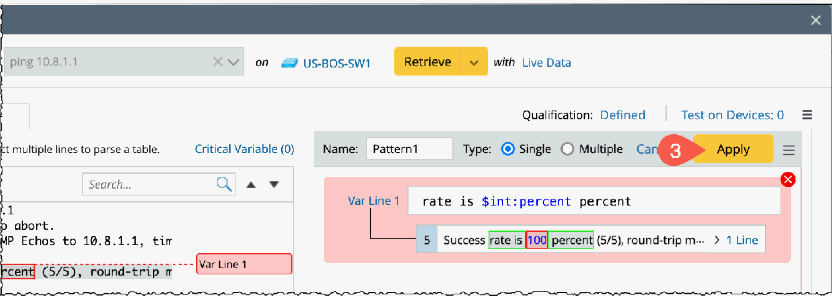 ping 10.8.1.1 on US-BOS-SW1 Retrieve with Live Data
Qualification: Defined Test on Devices: 0
ct multiple lines to parse a table. Critical Variable (0)
Name: Pattern1 Type: Single Multiple Can 3 Apply
Search...
Var Line 1 rate is $int:percent percent
.1
o abort.
MP Echos to 10.8.1.1, tim
5 Success rate is 100 percent (5/5), round-trip m... 1 Line
Var Line 1
rcent (5/5), round-trip m